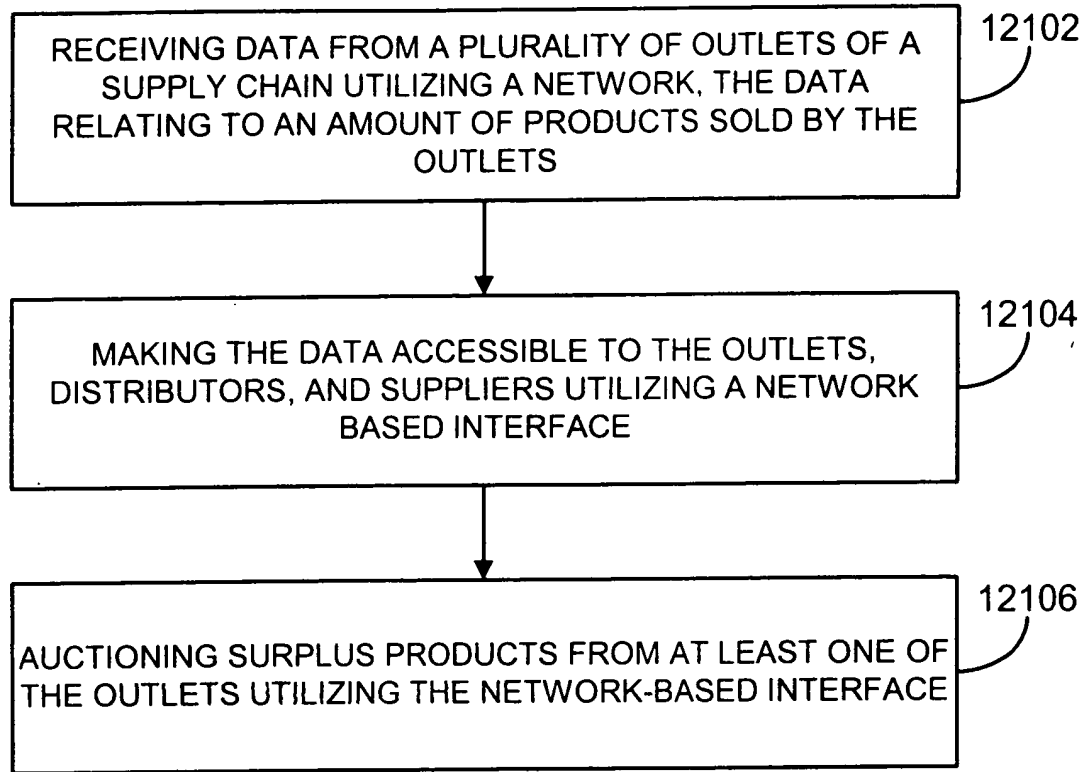 RECEIVING DATA FROM A PLURALITY OF OUTLETS OF A
SUPPLY CHAIN UTILIZING A NETWORK, THE DATA
RELATING TO AN AMOUNT OF PRODUCTS SOLD BY THE
OUTLETS
12102
MAKING THE DATA ACCESSIBLE TO THE OUTLETS,
DISTRIBUTORS, AND SUPPLIERS UTILIZING A NETWORK
BASED INTERFACE
12104
AUCTIONING SURPLUS PRODUCTS FROM AT LEAST ONE OF
THE OUTLETS UTILIZING THE NETWORK-BASED INTERFACE
12106